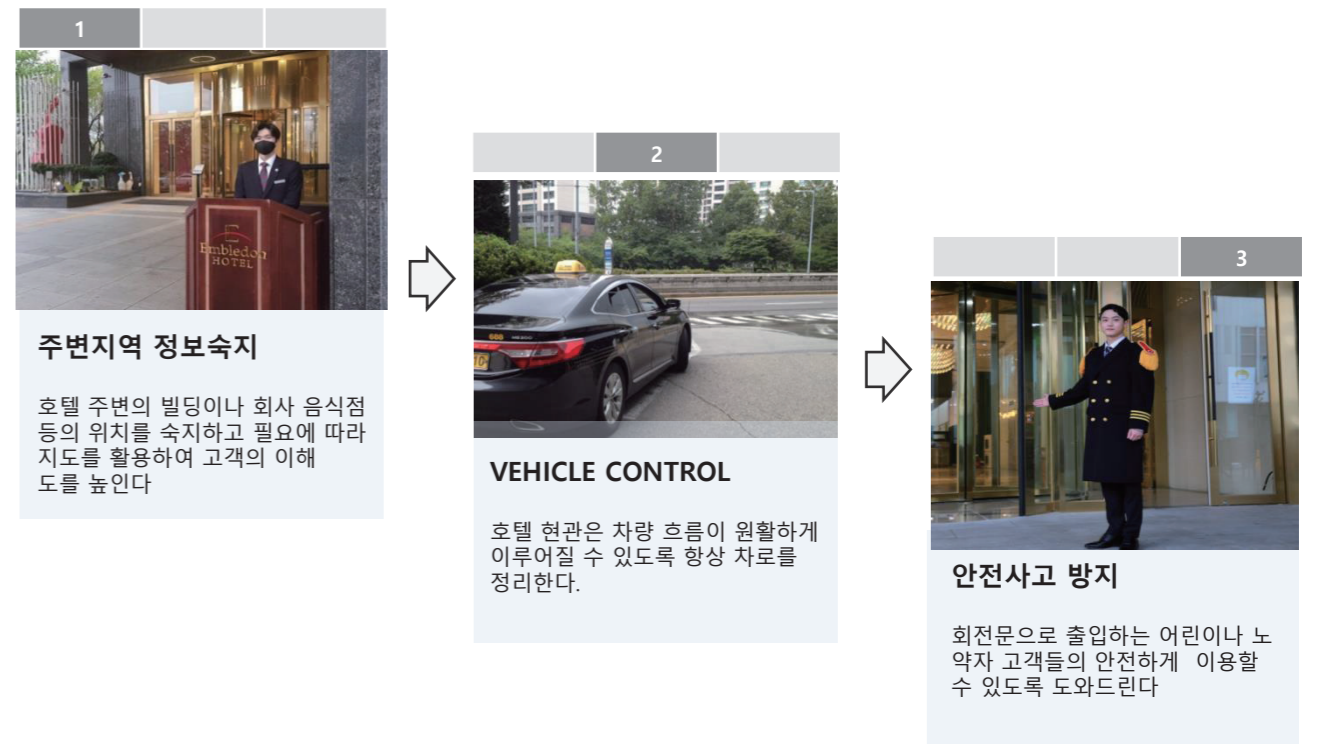 1
Embledon
HOTEL
주변지역 정보숙지
호텔 주변의 빌딩이나 회사 음식점
등의 위치를 숙지하고 필요에 따라
지도를 활용하여 고객의 이해
도를 높인다
2
VEHICLE CONTROL
호텔 현관은 차량 흐름이 원활하게
이루어질 수 있도록 항상 차로를
정리한다.
3
안전사고 방지
회전문으로 출입하는 어린이나 노
약자 고객들의 안전하게  이용할
수 있도록 도와드린다